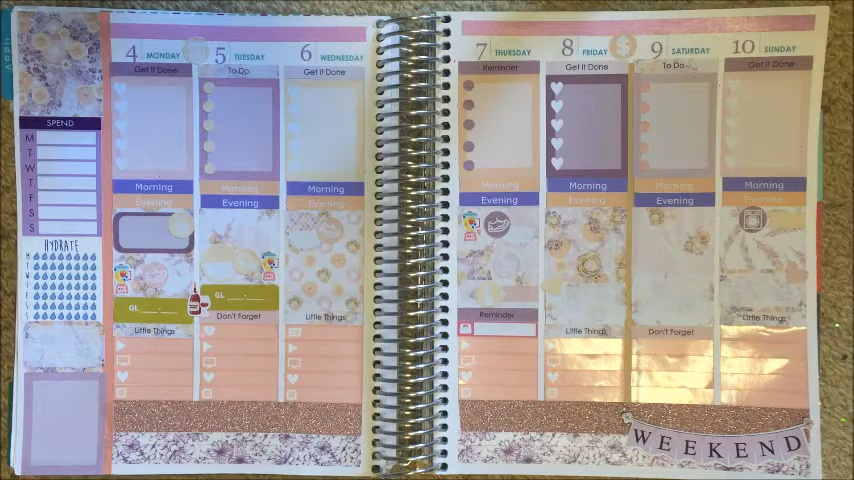 APRIL
4 MONDAY
5 TUESDAY
6 WEDNESDAY
7 THURSDAY
8 FRIDAY
$
9 SATURDAY
10 SUNDAY
Get it Done
To Do
Get it Done
Reminder
Get it Done
To Do
Get it Done
SPEND
M
T
W
T
F
S
S
Morning
Morning
Morning
Morning
Morning
Morning
Morning
Evening
Evening
Evening
Evening
Evening
Evening
Evening
HYDRATE
M
T
W
T
F
S
S
GL
GL
Little Things
Don't Forget
Little Things
Reminder
Little Things
Don't Forget
Little Things
WEEKEND